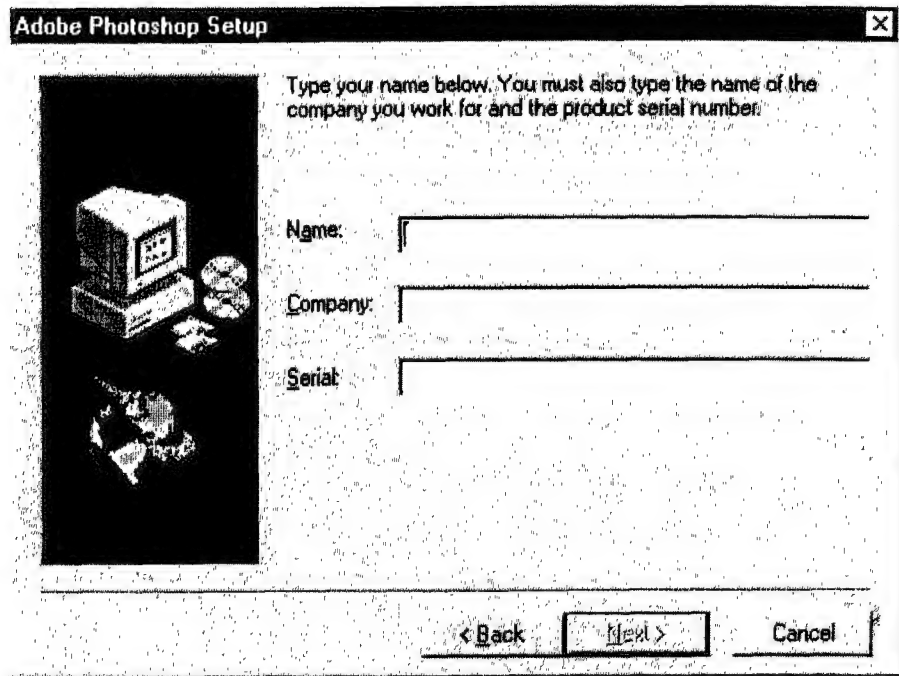 Adobe Photoshop Setup
Type your name below. You must also type the name of the
company you work for and the product serial number.
Name:
Company:
Serial:
< Back Next > Cancel